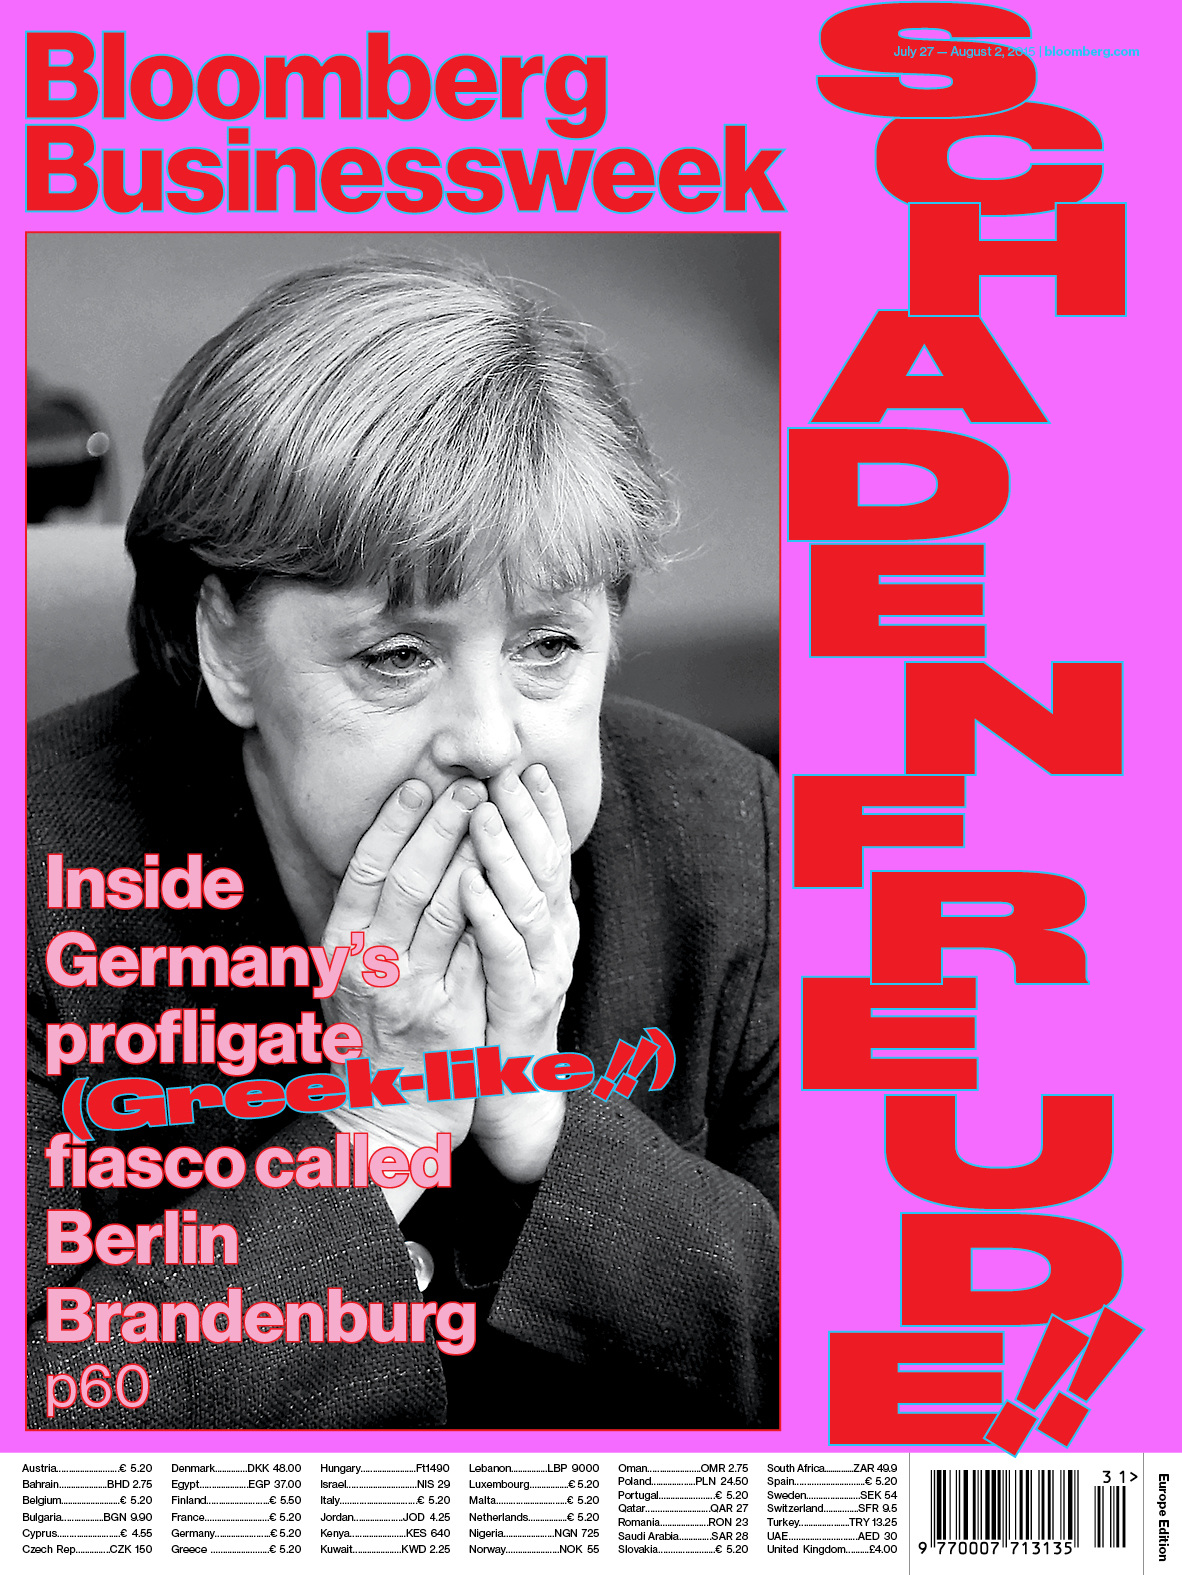 Bloomberg
Businessweek
July 27 — August 2, 2015 | bloomberg.com
SCHADENFREUDE!!
Inside
Germany's
profligate
(Greek-like!!)
fiasco called
Berlin
Brandenburg
p60
Austria..........................€ 5.20
Bahrain....................BHD 2.75
Belgium.........................€ 5.20
Bulgaria..................BGN 9.90
Cyprus..........................€ 4.55
Czech Rep..............CZK 150
Denmark.............DKK 48.00
Egypt....................EGP 37.00
Finland..........................€ 5.50
France...........................€ 5.20
Germany.......................€ 5.20
Greece .........................€ 5.20
Hungary.......................Ft1490
Israel.............................NIS 29
Italy................................€ 5.20
Jordan.....................JOD 4.25
Kenya........................KES 640
Kuwait....................KWD 2.25
Lebanon...............LBP 9000
Luxembourg................€ 5.20
Malta.............................€ 5.20
Netherlands................€ 5.20
Nigeria.....................NGN 725
Norway.......................NOK 55
Oman......................OMR 2.75
Poland..................PLN 24.50
Portugal........................€ 5.20
Qatar...........................QAR 27
Romania....................RON 23
Saudi Arabia..............SAR 28
Slovakia........................€ 5.20
South Africa............ZAR 49.9
Spain.............................€ 5.20
Sweden.......................SEK 54
Switzerland..............SFR 9.5
Turkey.....................TRY 13.25
UAE.............................AED 30
United Kingdom..........£4.00
31>
9 770007 713135
Europe Edition